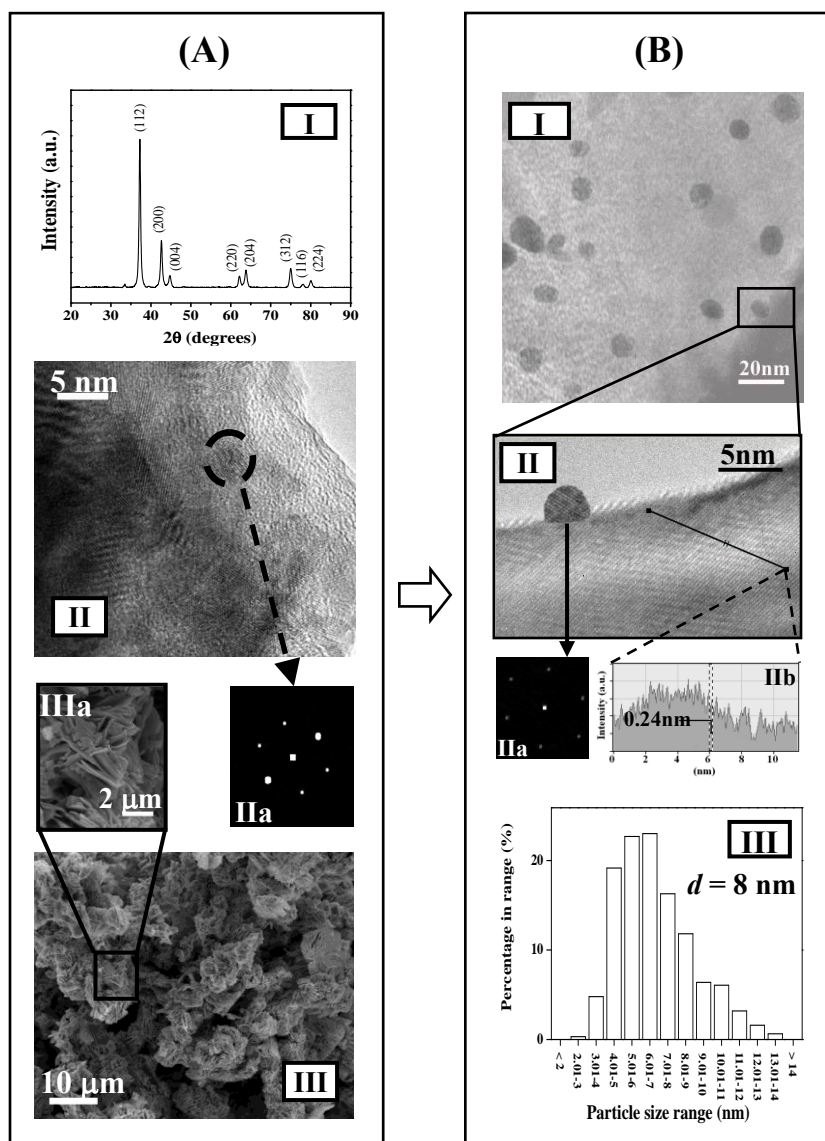 (A)
I
Intensity (a.u.)
(112)
(200)
(004)
(220)
(204)
(312)
(116)
(224)
20 30 40 50 60 70 80 90
2θ (degrees)
5 nm
II
IIIa
2 μm
IIa
10 μm
III
(B)
I
20nm
II
5nm
IIa
IIb
Intensity (a.u.)
0.24nm
0 2 4 6 8 10
(nm)
III
d = 8 nm
Percentage in range (%)
20
10
0
< 2
2.01-3
3.01-4
4.01-5
5.01-6
6.01-7
7.01-8
8.01-9
9.01-10
10.01-11
11.01-12
12.01-13
13.01-14
> 14
Particle size range (nm)